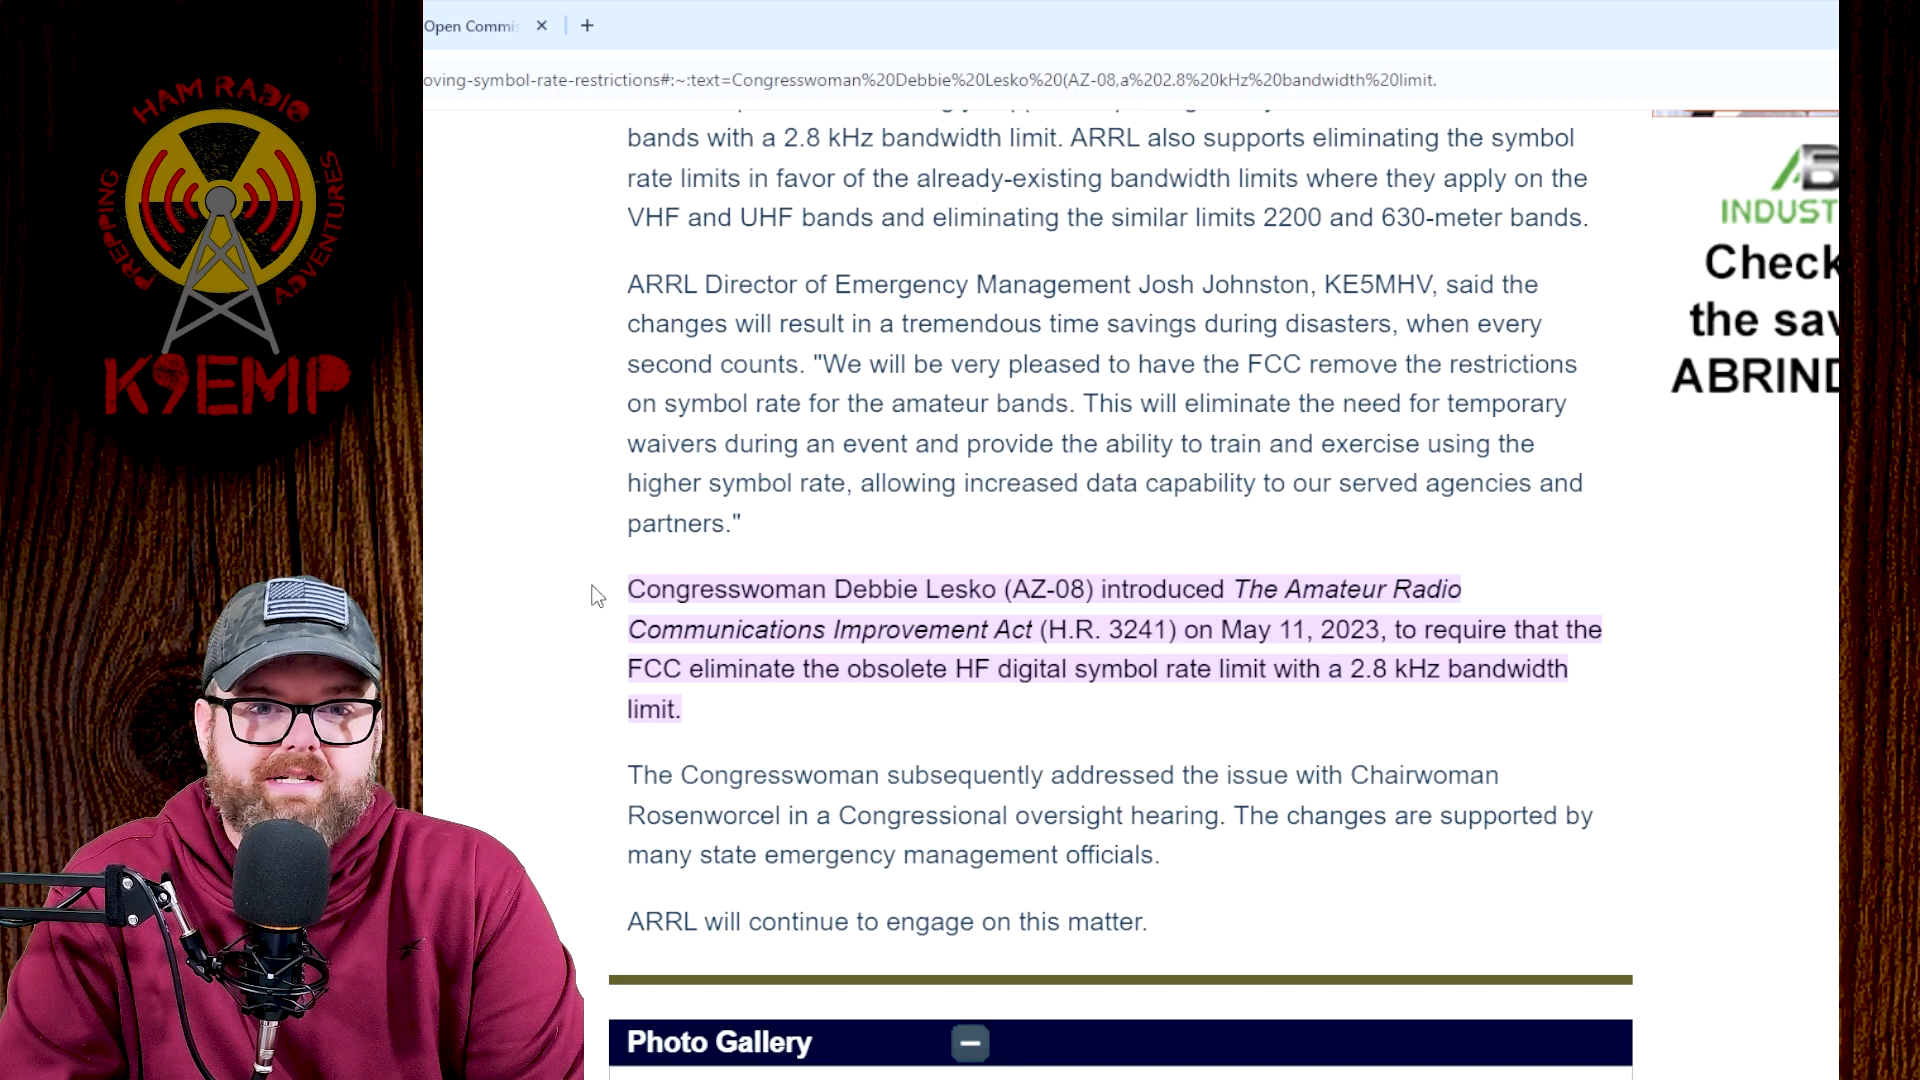 Open Commis
oving-symbol-rate-restrictions#:~:text=Congresswoman%20Debbie%20Lesko%20(AZ-08,a%202.8%20kHz%20bandwidth%20limit.
HAM RADIO
PREPPING
ADVENTURES
K9EMP
bands with a 2.8 kHz bandwidth limit. ARRL also supports eliminating the symbol
rate limits in favor of the already-existing bandwidth limits where they apply on the
VHF and UHF bands and eliminating the similar limits 2200 and 630-meter bands.
ARRL Director of Emergency Management Josh Johnston, KE5MHV, said the
changes will result in a tremendous time savings during disasters, when every
second counts. "We will be very pleased to have the FCC remove the restrictions
on symbol rate for the amateur bands. This will eliminate the need for temporary
waivers during an event and provide the ability to train and exercise using the
higher symbol rate, allowing increased data capability to our served agencies and
partners."
Congresswoman Debbie Lesko (AZ-08) introduced The Amateur Radio
Communications Improvement Act (H.R. 3241) on May 11, 2023, to require that the
FCC eliminate the obsolete HF digital symbol rate limit with a 2.8 kHz bandwidth
limit.
The Congresswoman subsequently addressed the issue with Chairwoman
Rosenworcel in a Congressional oversight hearing. The changes are supported by
many state emergency management officials.
ARRL will continue to engage on this matter.
Photo Gallery
AB
INDUST
Check
the sav
ABRIND